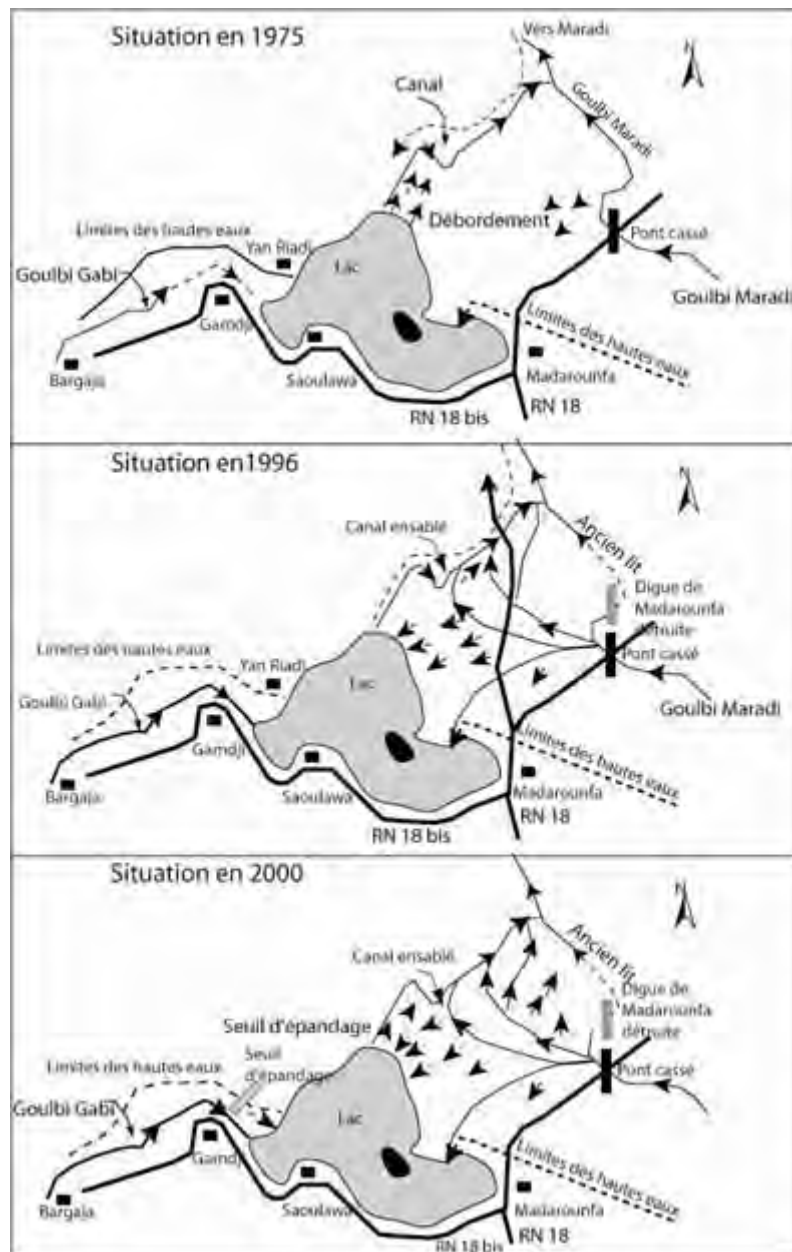 Situation en 1975
Vers Maradi
N
Canal
Goulbi Maradi
Débordement
Limites des hautes eaux
Yan Riadi
Pont cassé
Goulbi Gabi
Lac
Goulbi Maradi
Gamdji
Limites des hautes eaux
Bargaja
Saoulawa
Madarounfa
RN 18 bis
RN 18
Situation en1996
N
Canal ensablé
Ancien lit
Digue de
Madarounfa
détruite
Limites des hautes eaux
Yan Riadi
Pont cassé
Goulbi Gabi
Lac
Goulbi Maradi
Gamdji
Limites des hautes eaux
Bargaja
Saoulawa
Madarounfa
RN 18
RN 18 bis
Situation en 2000
N
Ancien lit
Canal ensablé
Digue de
Madarounfa
détruite
Seuil d'épandage
Limites des hautes eaux
Seuil
d'épandage
Pont cassé
Goulbi Gabi
Lac
Gamdji
Limites des hautes eaux
Bargaja
Saoulawa
Madarounfa
RN 18
RN 18 bis